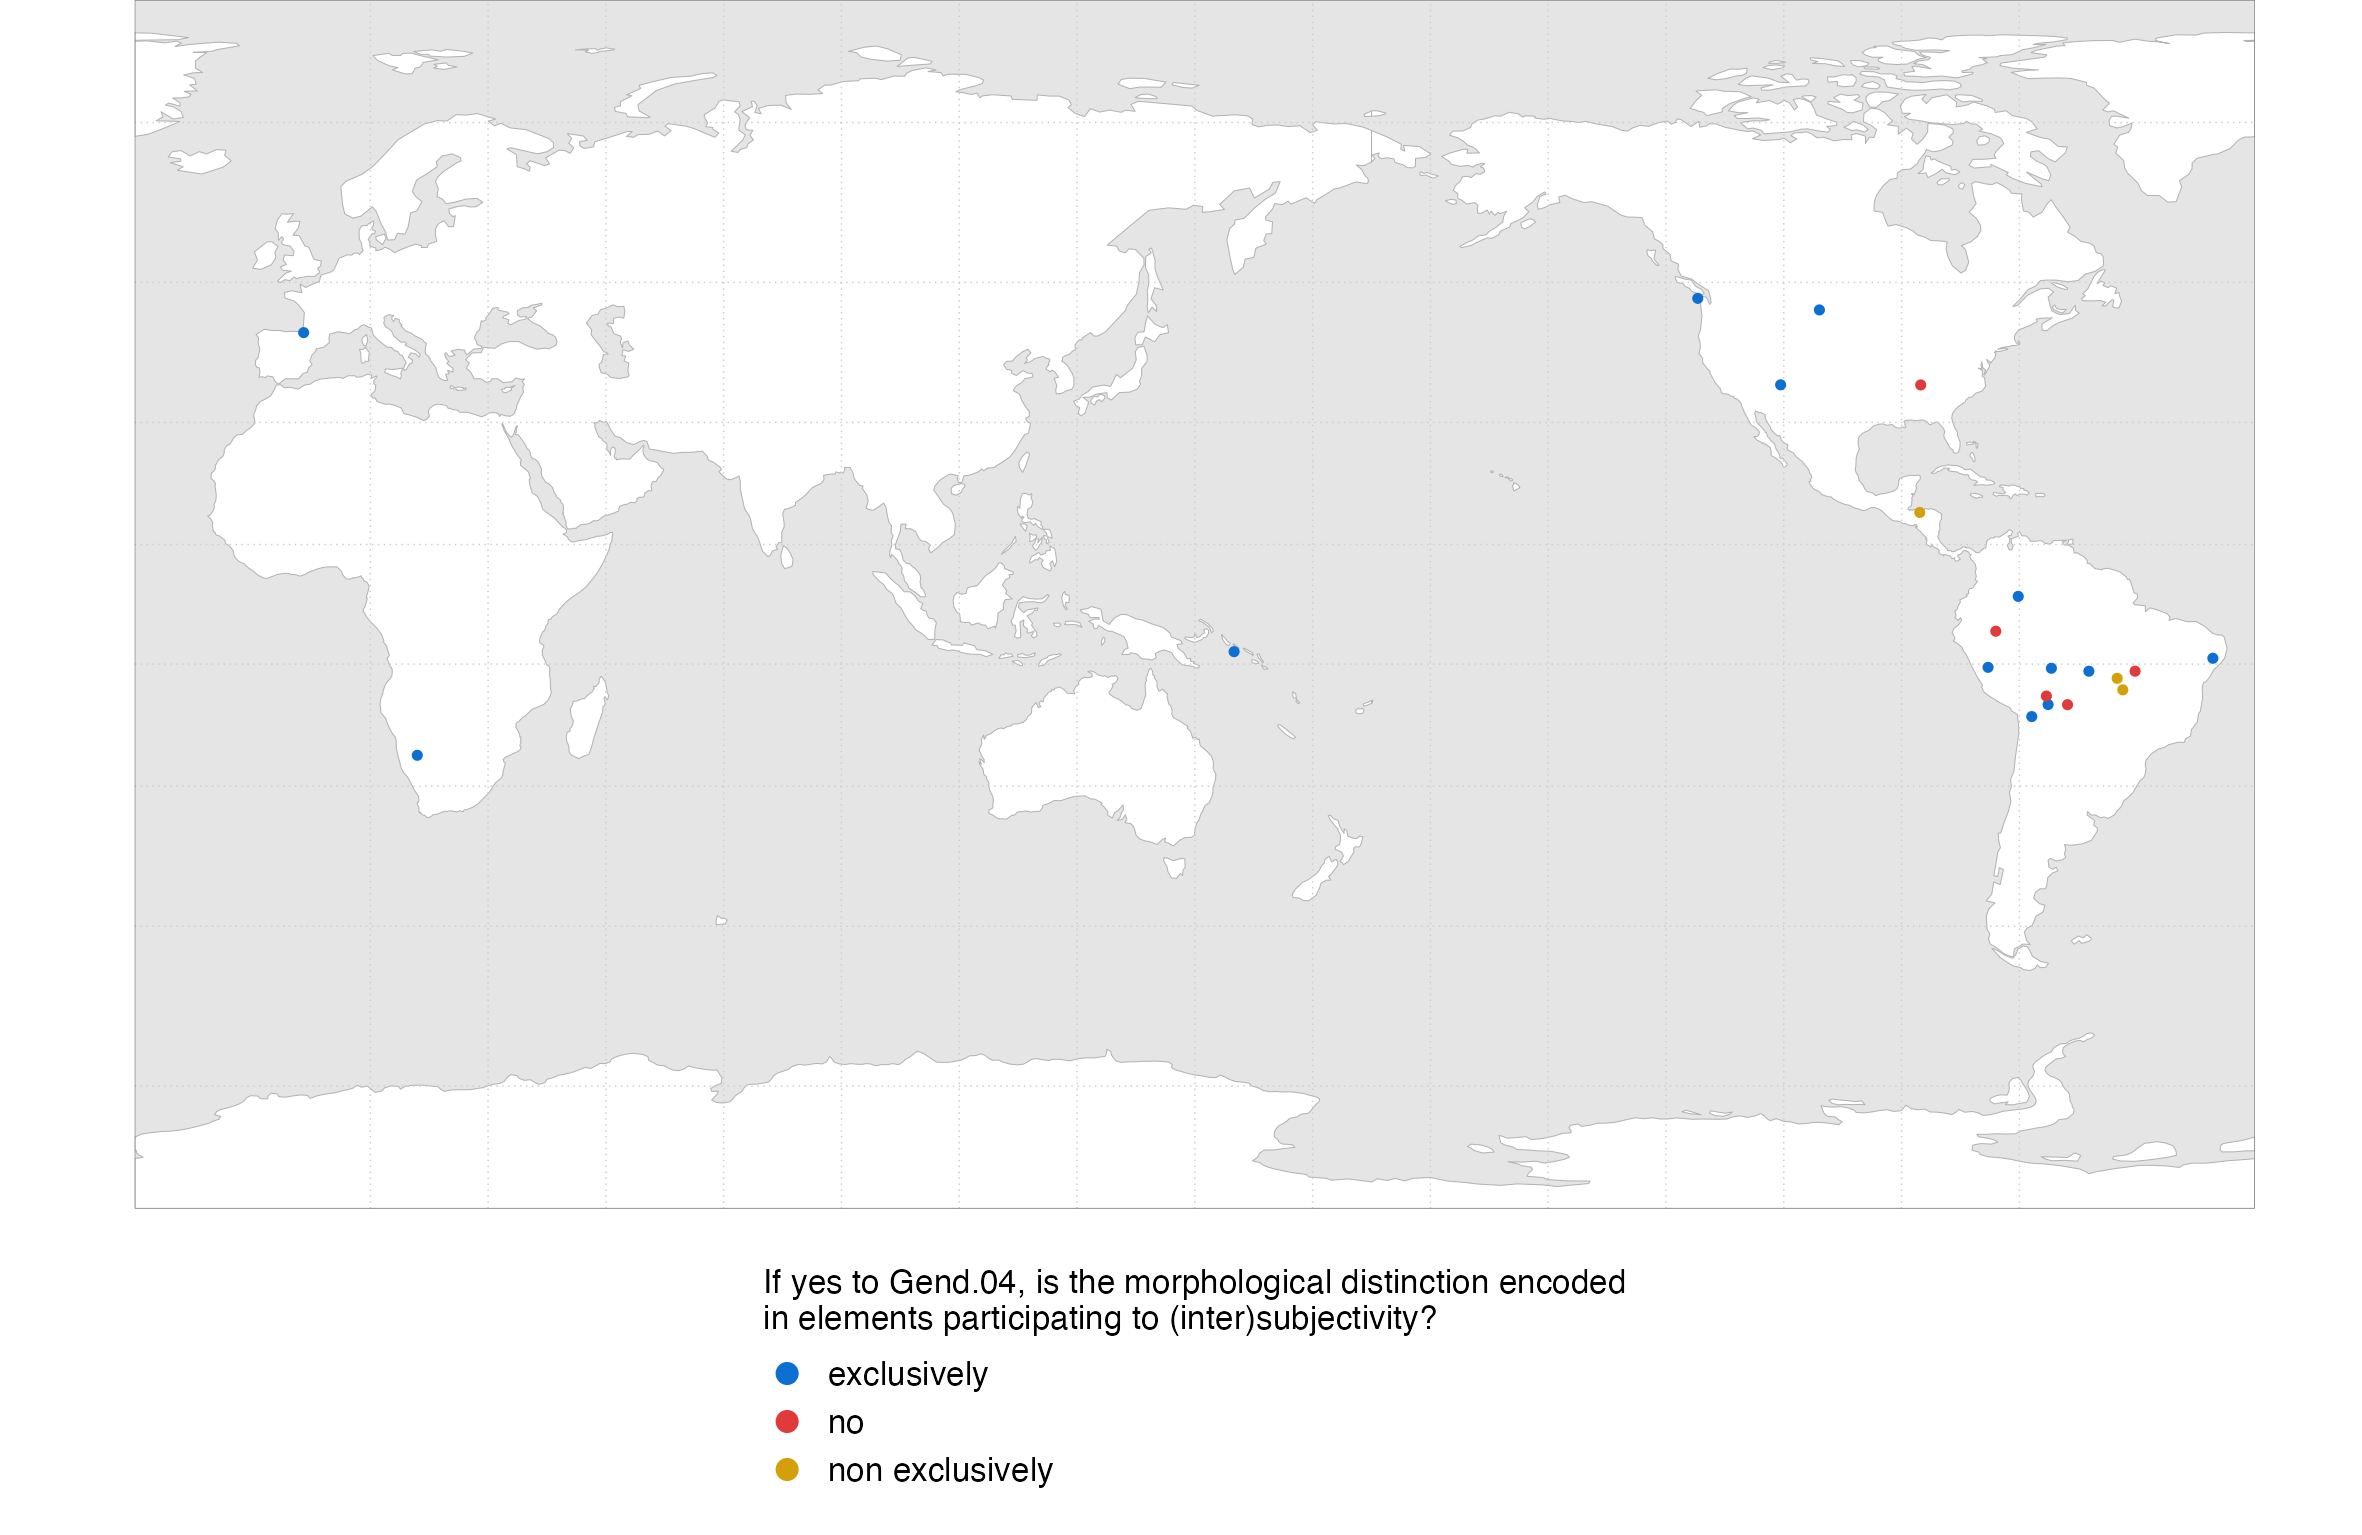 If yes to Gend.04, is the morphological distinction encoded
in elements participating to (inter)subjectivity?
exclusively
no
non exclusively